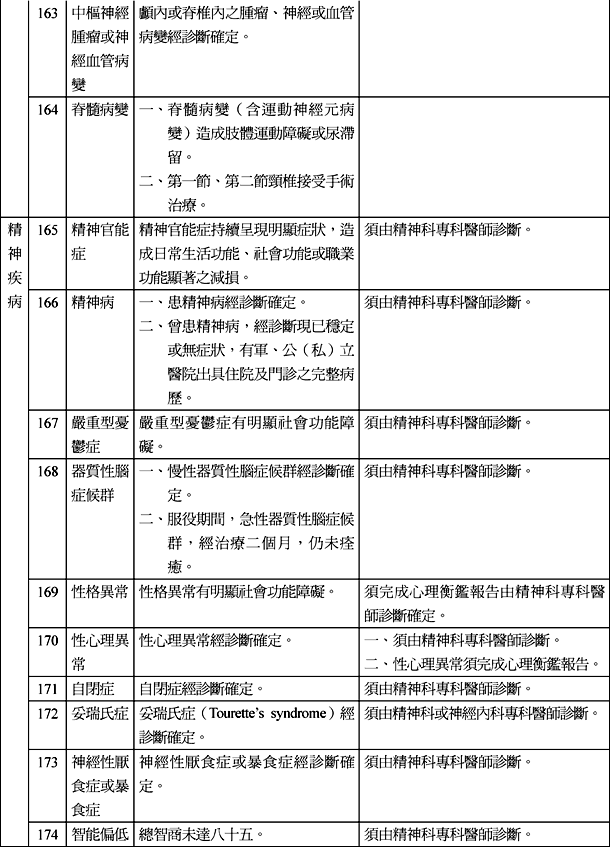 163
中樞神經
腫瘤或神
經血管病
變
顱內或脊椎內之腫瘤、神經或血管
病變經診斷確定。
164
脊髓病變
一、脊髓病變（含運動神經元病
變）造成肢體運動障礙或尿滯
留。
二、第一節、第二節頸椎接受手術
治療。
精
神
疾
病
165
精神官能
症
精神官能症持續呈現明顯症狀，造
成日常生活功能、社會功能或職業
功能顯著之減損。
須由精神科專科醫師診斷。
166
精神病
一、患精神病經診斷確定。
二、曾患精神病，經診斷現已穩定
或無症狀，有軍、公（私）立
醫院出具住院及門診之完整病
歷。
須由精神科專科醫師診斷。
167
嚴重型憂
鬱症
嚴重型憂鬱症有明顯社會功能障
礙。
須由精神科專科醫師診斷。
168
器質性腦
症候群
一、慢性器質性腦症候群經診斷確
定。
二、服役期間，急性器質性腦症候
群，經治療二個月，仍未痊
癒。
須由精神科專科醫師診斷。
169
性格異常
性格異常有明顯社會功能障礙。
須完成心理衡鑑報告由精神科專科醫
師診斷確定。
170
性心理異
常
性心理異常經診斷確定。
一、須由精神科專科醫師診斷。
二、性心理異常須完成心理衡鑑報告。
171
自閉症
自閉症經診斷確定。
須由精神科專科醫師診斷。
172
妥瑞氏症
妥瑞氏症（Tourette's syndrome）經
診斷確定。
須由精神科或神經內科專科醫師診斷。
173
神經性厭
食症或暴
食症
神經性厭食症或暴食症經診斷確
定。
須由精神科專科醫師診斷。
174
智能偏低
總智商未達八十五。
須由精神科專科醫師診斷。